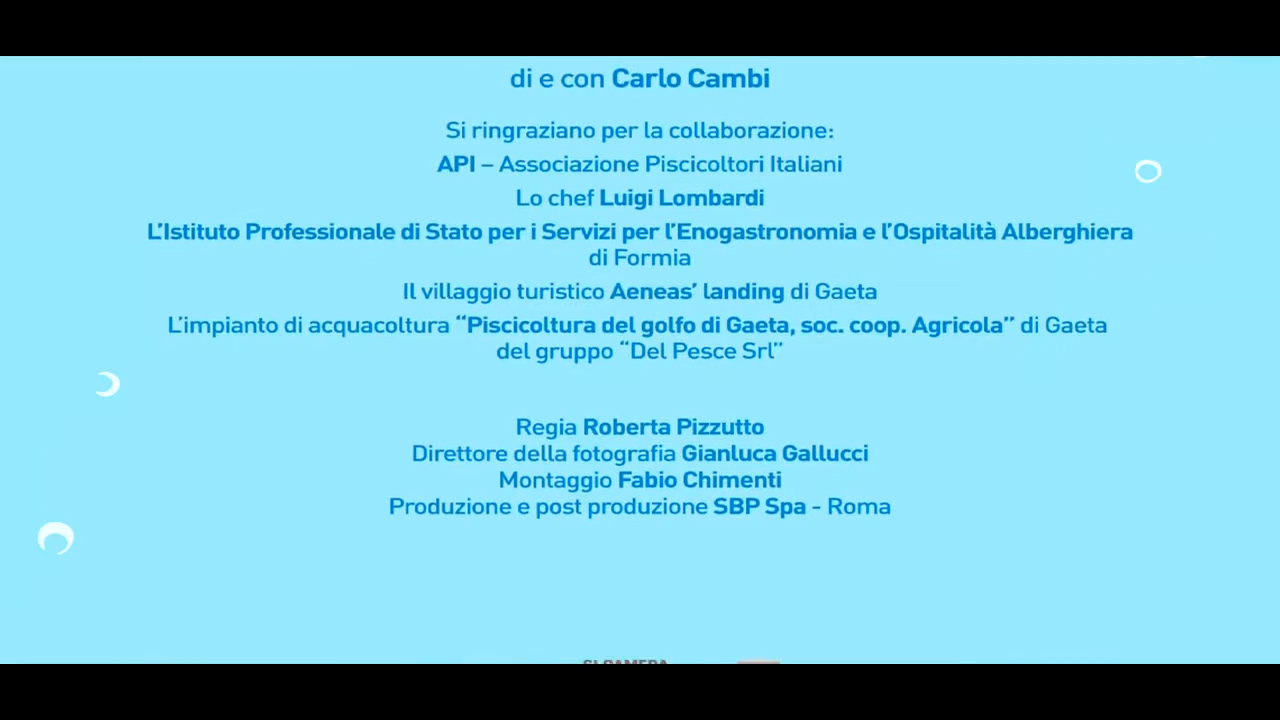 di e con Carlo Cambi
Si ringraziano per la collaborazione:
API – Associazione Piscicoltori Italiani
Lo chef Luigi Lombardi
L’Istituto Professionale di Stato per i Servizi per l’Enogastronomia e l’Ospitalità Alberghiera
di Formia
Il villaggio turistico Aeneas’ landing di Gaeta
L’impianto di acquacoltura “Piscicoltura del golfo di Gaeta, soc. coop. Agricola” di Gaeta
del gruppo “Del Pesce Srl”
Regia Roberta Pizzutto
Direttore della fotografia Gianluca Gallucci
Montaggio Fabio Chimenti
Produzione e post produzione SBP Spa - Roma